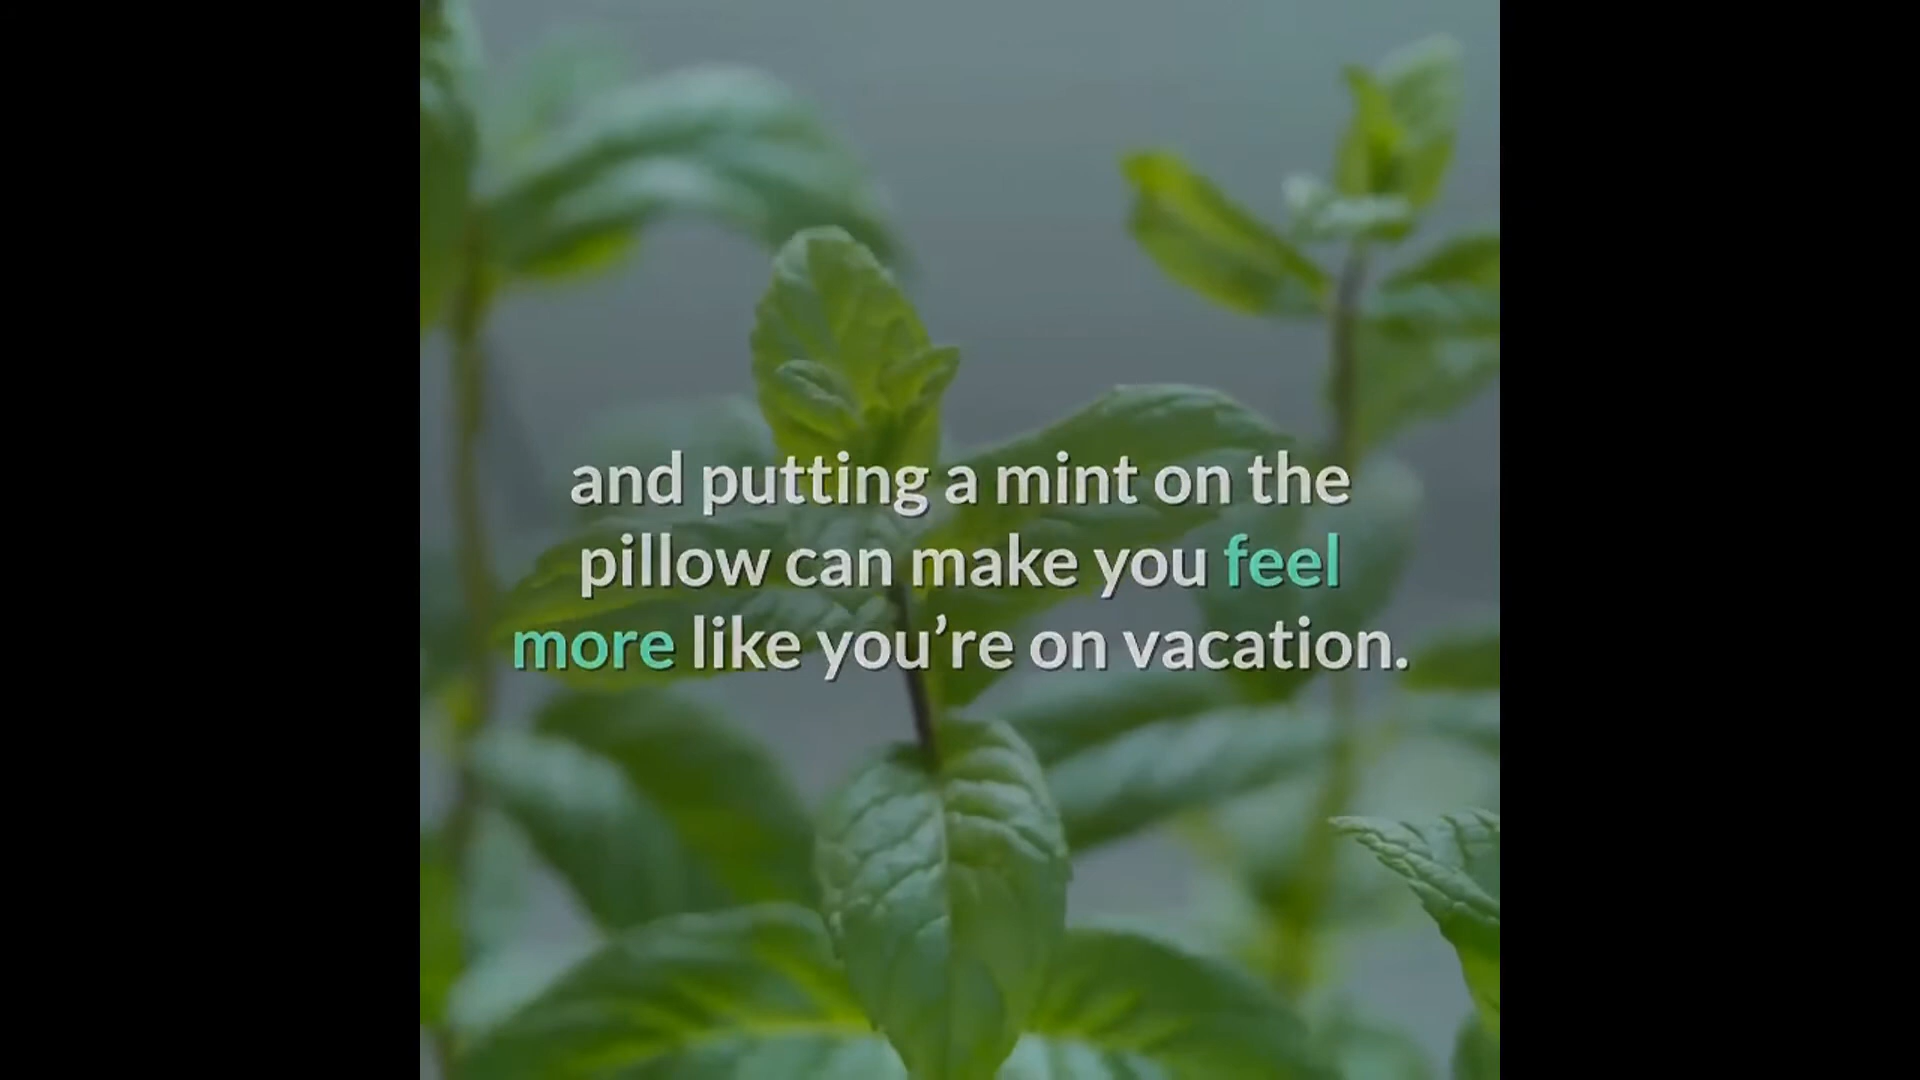 and putting a mint on the
pillow can make you feel
more like you’re on vacation.